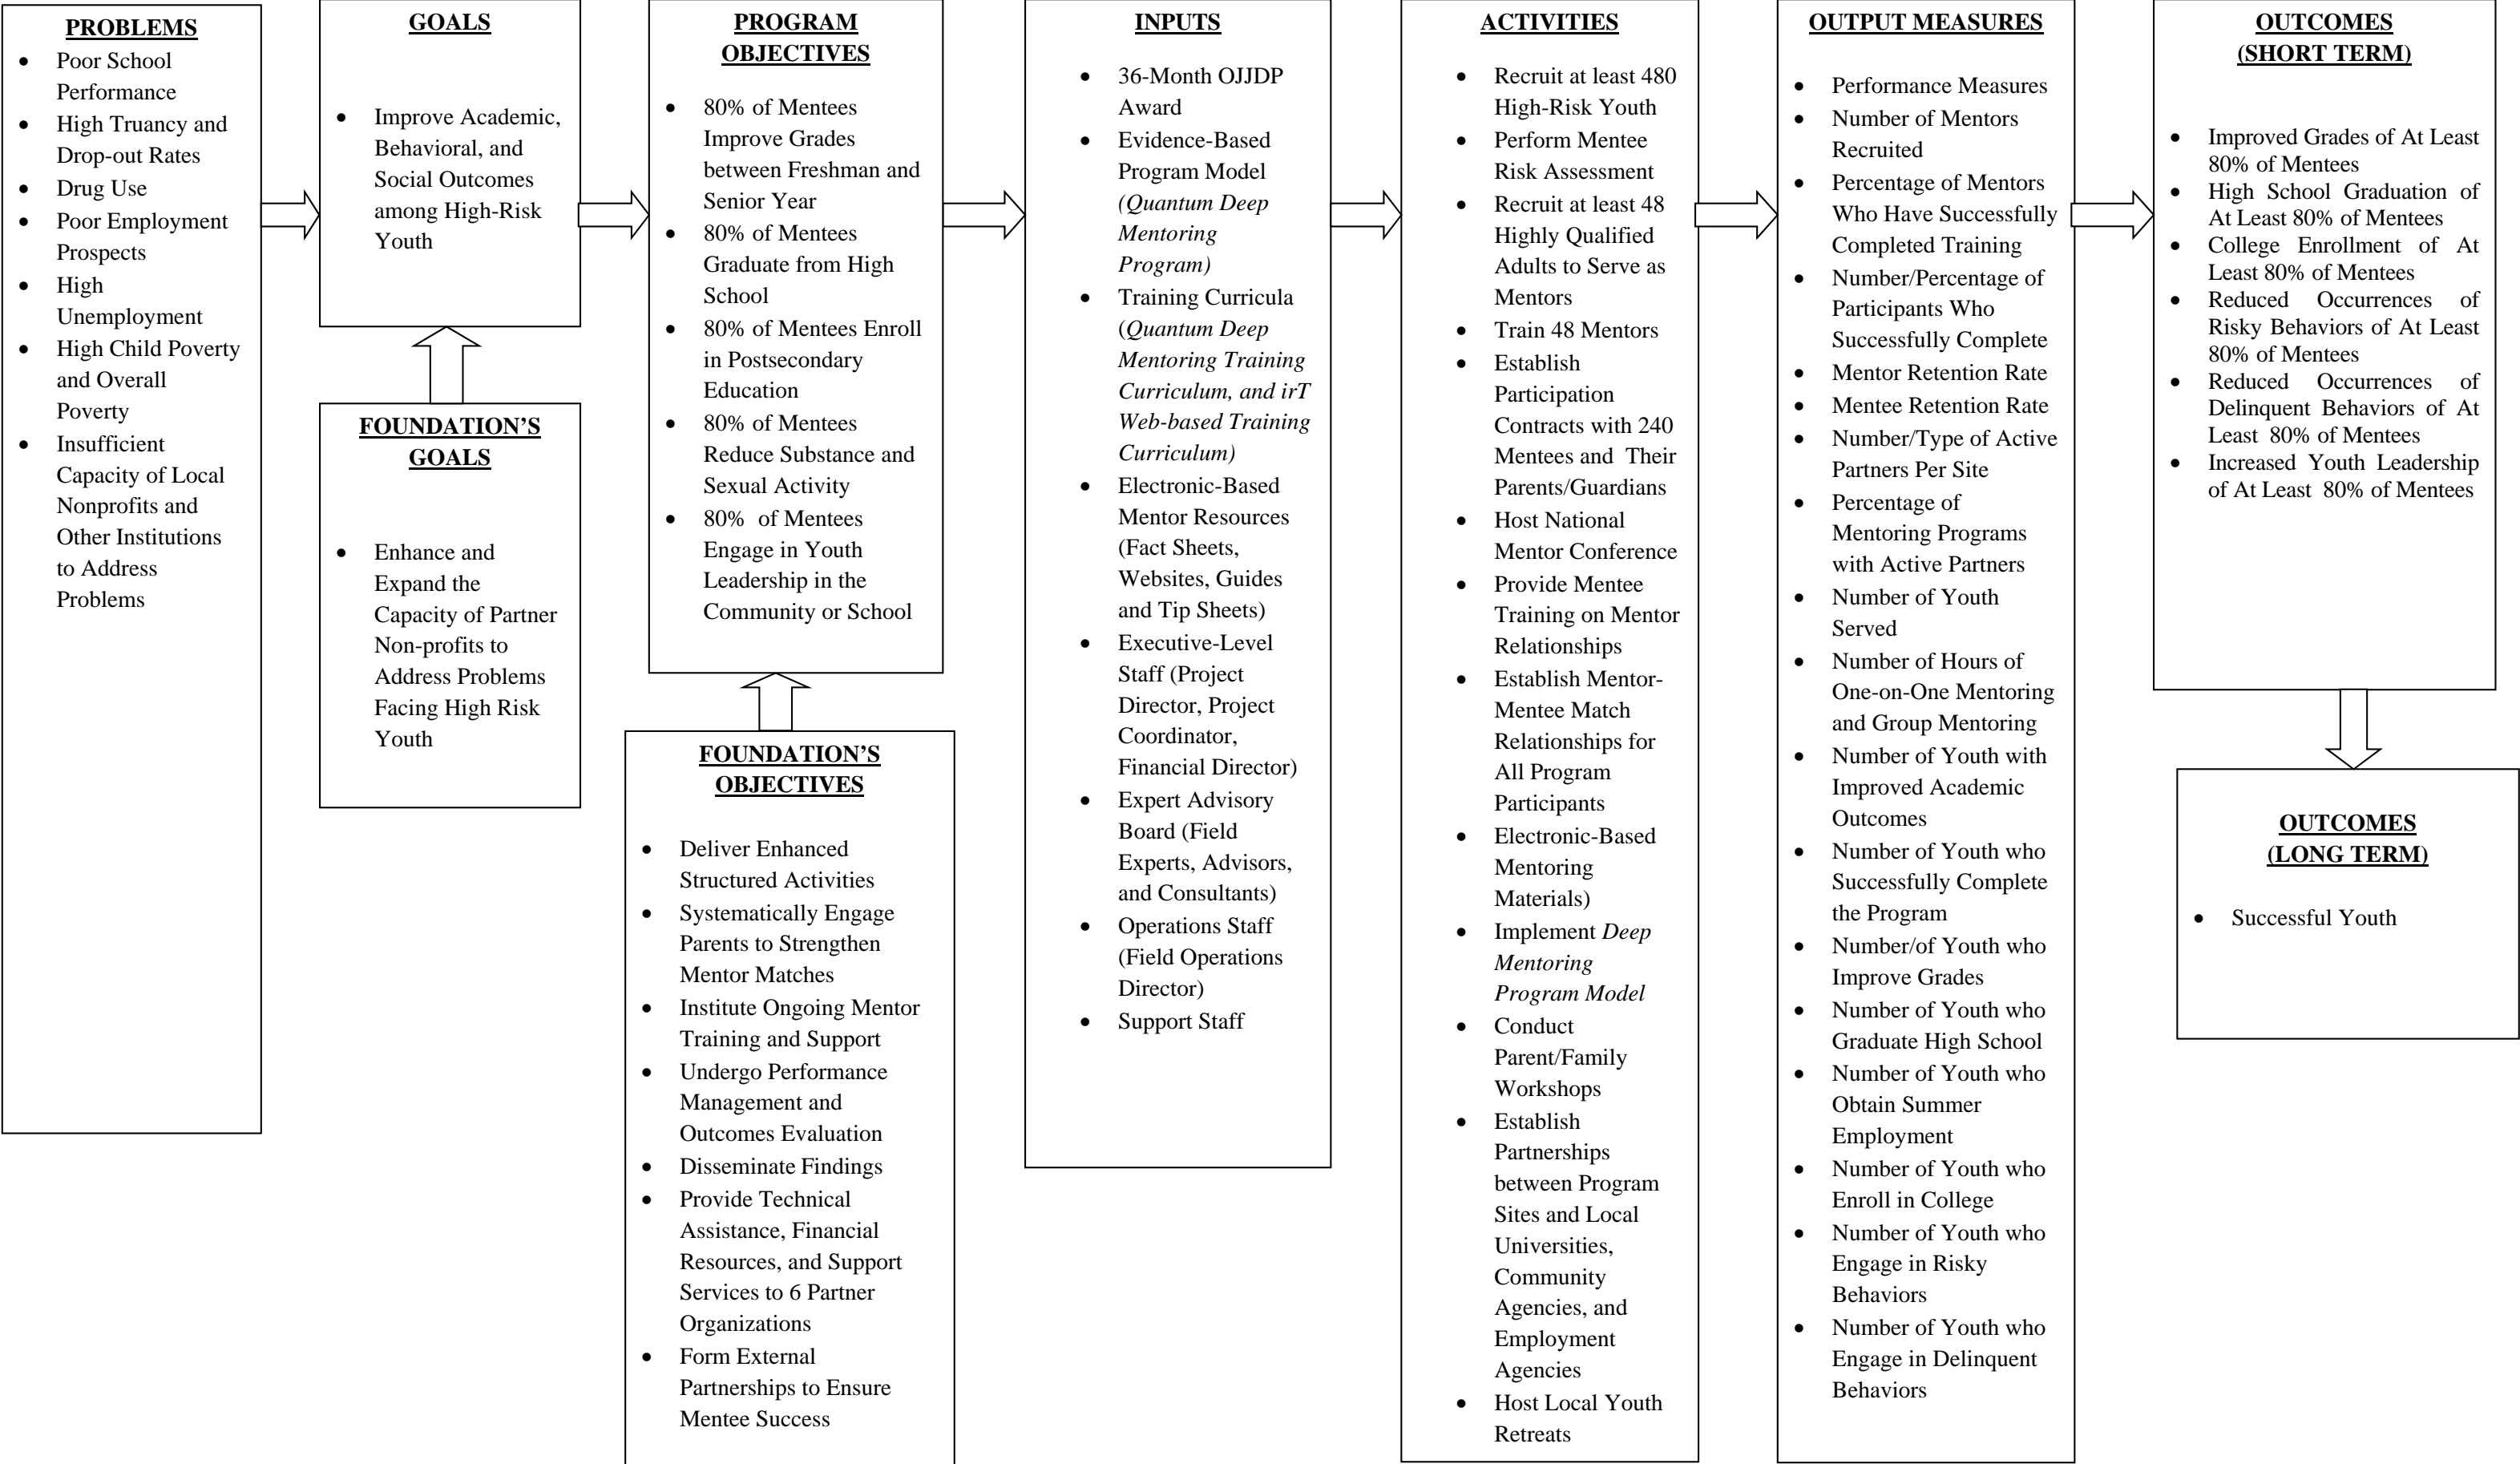 PROBLEMS
• Poor School
Performance
• High Truancy and
Drop-out Rates
• Drug Use
• Poor Employment
Prospects
• High
Unemployment
• High Child Poverty
and Overall
Poverty
• Insufficient
Capacity of Local
Nonprofits and
Other Institutions
to Address
Problems
GOALS
• Improve Academic,
Behavioral, and
Social Outcomes
among High-Risk
Youth
FOUNDATION’S
GOALS
• Enhance and
Expand the
Capacity of Partner
Non-profits to
Address Problems
Facing High Risk
Youth
PROGRAM
OBJECTIVES
• 80% of Mentees
Improve Grades
between Freshman and
Senior Year
• 80% of Mentees
Graduate from High
School
• 80% of Mentees Enroll
in Postsecondary
Education
• 80% of Mentees
Reduce Substance and
Sexual Activity
• 80% of Mentees
Engage in Youth
Leadership in the
Community or School
FOUNDATION’S
OBJECTIVES
• Deliver Enhanced
Structured Activities
• Systematically Engage
Parents to Strengthen
Mentor Matches
• Institute Ongoing Mentor
Training and Support
• Undergo Performance
Management and
Outcomes Evaluation
• Disseminate Findings
• Provide Technical
Assistance, Financial
Resources, and Support
Services to 6 Partner
Organizations
• Form External
Partnerships to Ensure
Mentee Success
INPUTS
• 36-Month OJJDP
Award
• Evidence-Based
Program Model
(Quantum Deep
Mentoring
Program)
• Training Curricula
(Quantum Deep
Mentoring Training
Curriculum, and irT
Web-based Training
Curriculum)
• Electronic-Based
Mentor Resources
(Fact Sheets,
Websites, Guides
and Tip Sheets)
• Executive-Level
Staff (Project
Director, Project
Coordinator,
Financial Director)
• Expert Advisory
Board (Field
Experts, Advisors,
and Consultants)
• Operations Staff
(Field Operations
Director)
• Support Staff
ACTIVITIES
• Recruit at least 480
High-Risk Youth
• Perform Mentee
Risk Assessment
• Recruit at least 48
Highly Qualified
Adults to Serve as
Mentors
• Train 48 Mentors
• Establish
Participation
Contracts with 240
Mentees and Their
Parents/Guardians
• Host National
Mentor Conference
• Provide Mentee
Training on Mentor
Relationships
• Establish Mentor-
Mentee Match
Relationships for
All Program
Participants
• Electronic-Based
Mentoring
Materials)
• Implement Deep
Mentoring
Program Model
• Conduct
Parent/Family
Workshops
• Establish
Partnerships
between Program
Sites and Local
Universities,
Community
Agencies, and
Employment
Agencies
• Host Local Youth
Retreats
OUTPUT MEASURES
• Performance Measures
• Number of Mentors
Recruited
• Percentage of Mentors
Who Have Successfully
Completed Training
• Number/Percentage of
Participants Who
Successfully Complete
• Mentor Retention Rate
• Mentee Retention Rate
• Number/Type of Active
Partners Per Site
• Percentage of
Mentoring Programs
with Active Partners
• Number of Youth
Served
• Number of Hours of
One-on-One Mentoring
and Group Mentoring
• Number of Youth with
Improved Academic
Outcomes
• Number of Youth who
Successfully Complete
the Program
• Number/of Youth who
Improve Grades
• Number of Youth who
Graduate High School
• Number of Youth who
Obtain Summer
Employment
• Number of Youth who
Enroll in College
• Number of Youth who
Engage in Risky
Behaviors
• Number of Youth who
Engage in Delinquent
Behaviors
OUTCOMES
(SHORT TERM)
• Improved Grades of At Least
80% of Mentees
• High School Graduation of
At Least 80% of Mentees
• College Enrollment of At
Least 80% of Mentees
• Reduced Occurrences of
Risky Behaviors of At Least
80% of Mentees
• Reduced Occurrences of
Delinquent Behaviors of At
Least 80% of Mentees
• Increased Youth Leadership
of At Least 80% of Mentees
OUTCOMES
(LONG TERM)
• Successful Youth